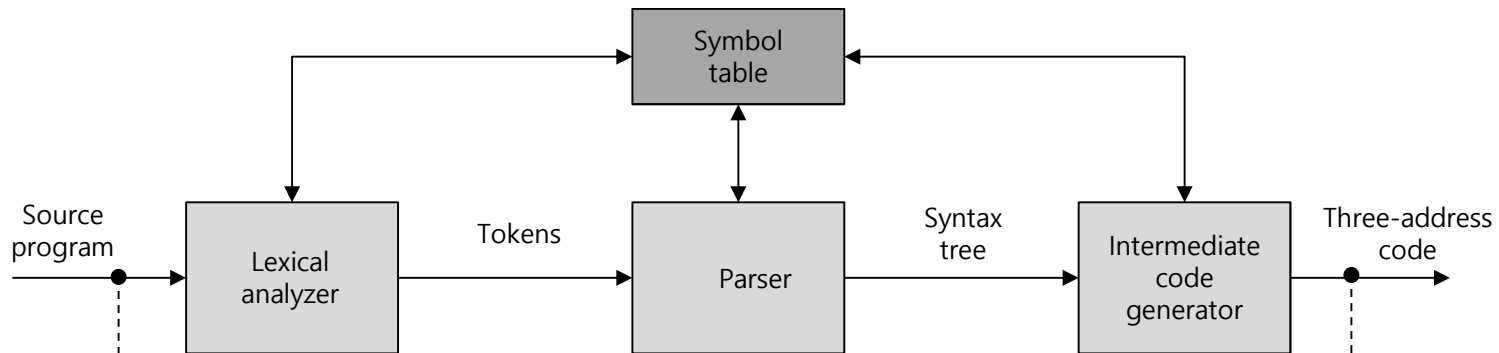 Symbol
table
Source
program
Lexical
analyzer
Tokens
Parser
Syntax
tree
Intermediate
code
generator
Three-address
code